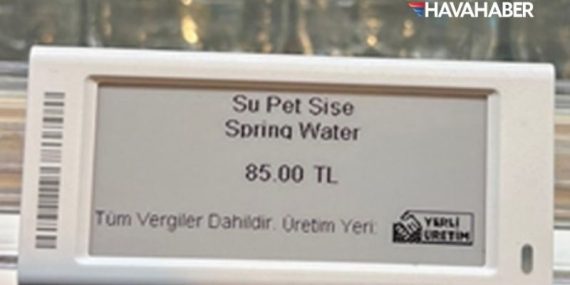 HAVAHABER
Su Pet Sise
Spring Water
85.00 TL
Tüm Vergiler Dahildir. Üretim Yeri:
YERLİ
ÜRETİM